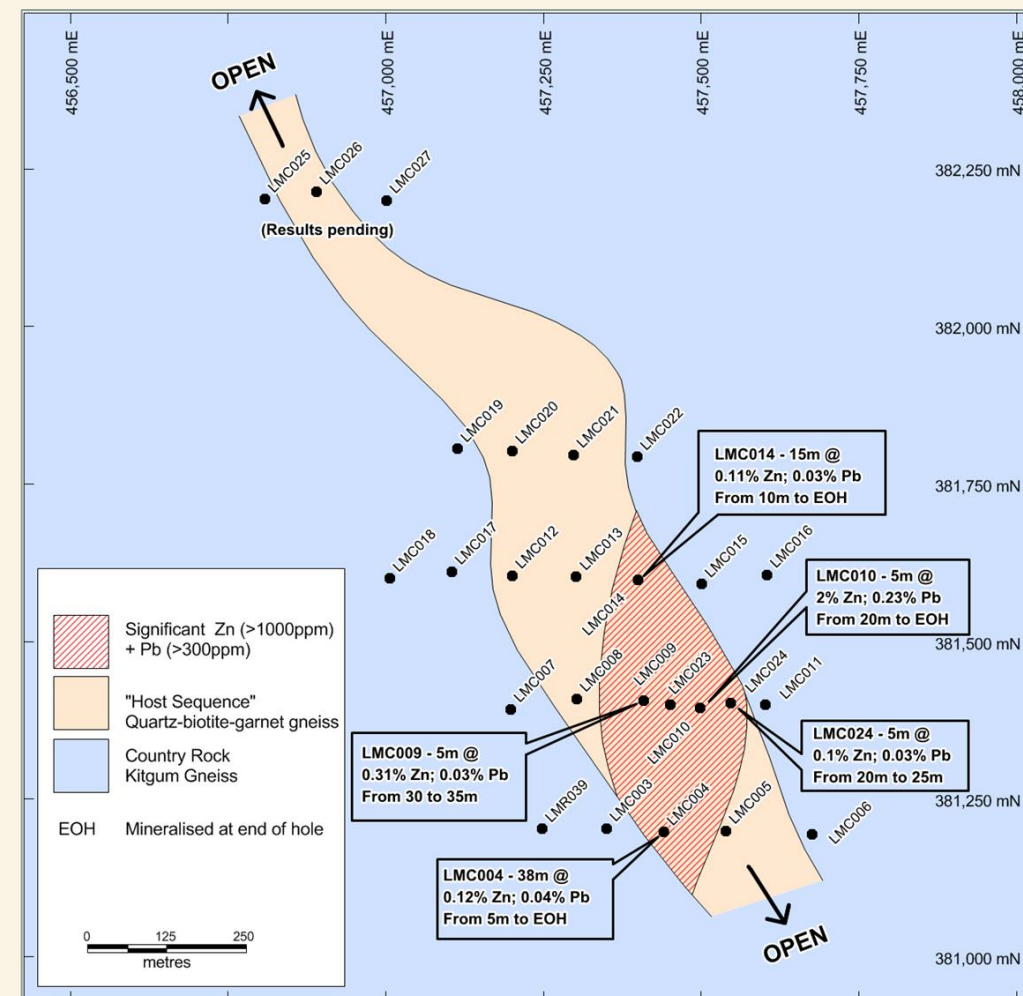 456,500 mE
457,000 mE
457,250 mE
457,500 mE
457,750 mE
458,000 mE
OPEN
LMC025
LMC026
LMC027
382,250 mN
(Results pending)
382,000 mN
LMC019
LMC020
LMC021
LMC022
LMC014 - 15m @
0.11% Zn; 0.03% Pb
From 10m to EOH
381,750 mN
LMC018
LMC017
LMC012
LMC013
LMC014
LMC015
LMC016
LMC010 - 5m @
2% Zn; 0.23% Pb
From 20m to EOH
381,500 mN
LMC007
LMC008
LMC009
LMC023
LMC010
LMC024
LMC011
LMC009 - 5m @
0.31% Zn; 0.03% Pb
From 30 to 35m
LMC024 - 5m @
0.1% Zn; 0.03% Pb
From 20m to 25m
381,250 mN
LMR039
LMC003
LMC004
LMC005
LMC006
LMC004 - 38m @
0.12% Zn; 0.04% Pb
From 5m to EOH
OPEN
381,000 mN
Significant Zn (>1000ppm)
+ Pb (>300ppm)
"Host Sequence"
Quartz-biotite-garnet gneiss
Country Rock
Kitgum Gneiss
EOH Mineralised at end of hole
0 125 250
metres